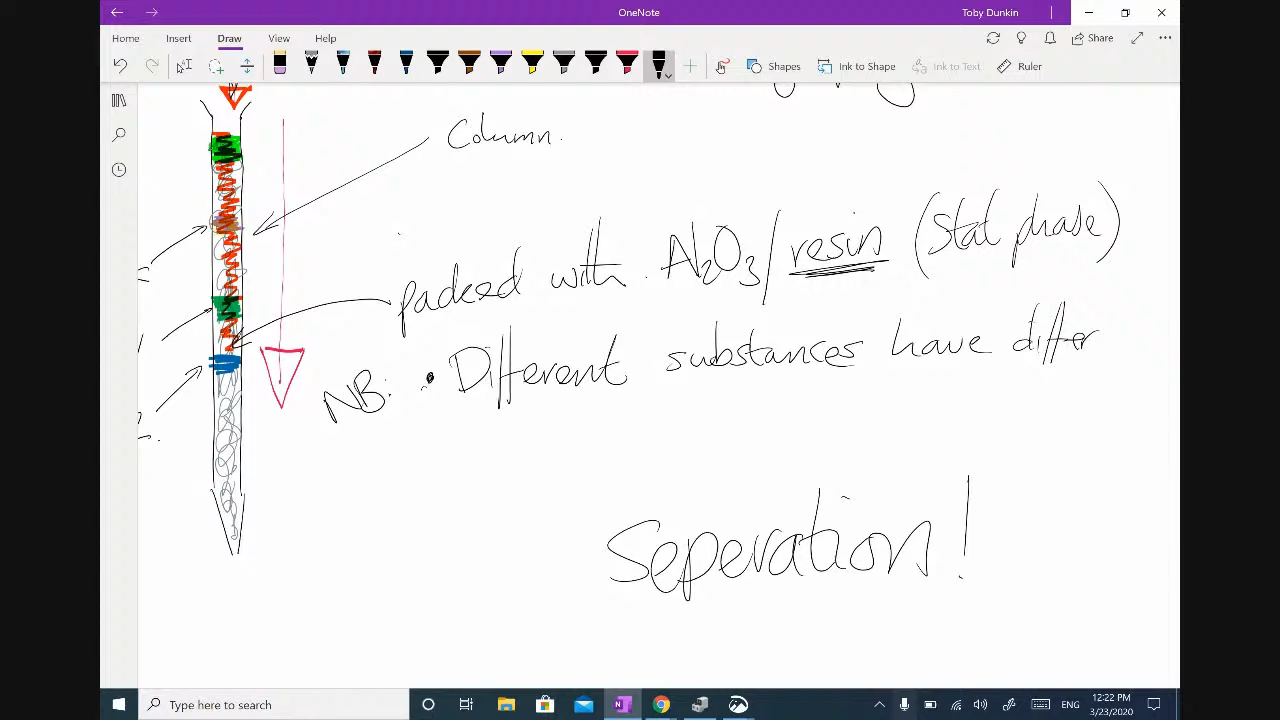 OneNote
Toby Dunkin
Home Insert Draw View Help
Share
Shapes Ink to Shape Ink to Text Ruler
Column.
packed with Al2O3/resin (stat phase)
NB: • Different substances have differ
seperation!
Type here to search
ENG
12:22 PM
3/23/2020